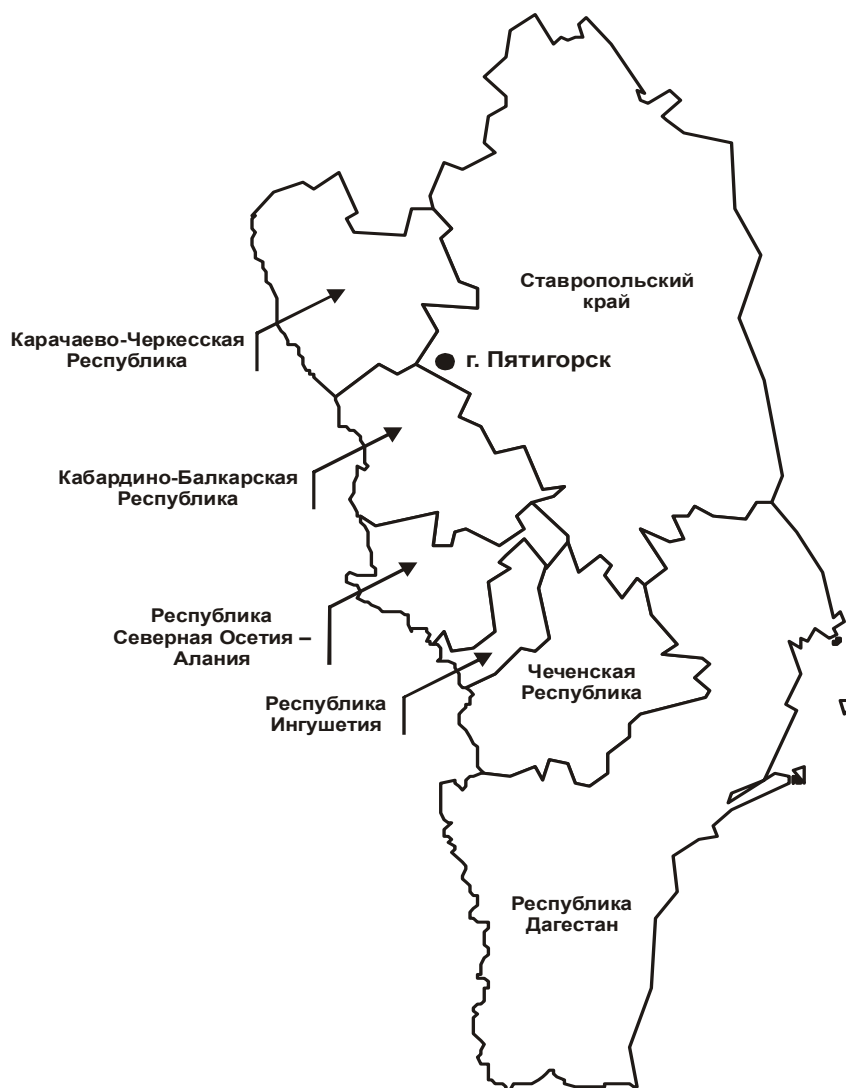 Ставропольский
край
Карачаево-Черкесская
Республика
г. Пятигорск
Кабардино-Балкарская
Республика
Республика
Северная Осетия –
Алания
Чеченская
Республика
Республика
Ингушетия
Республика
Дагестан